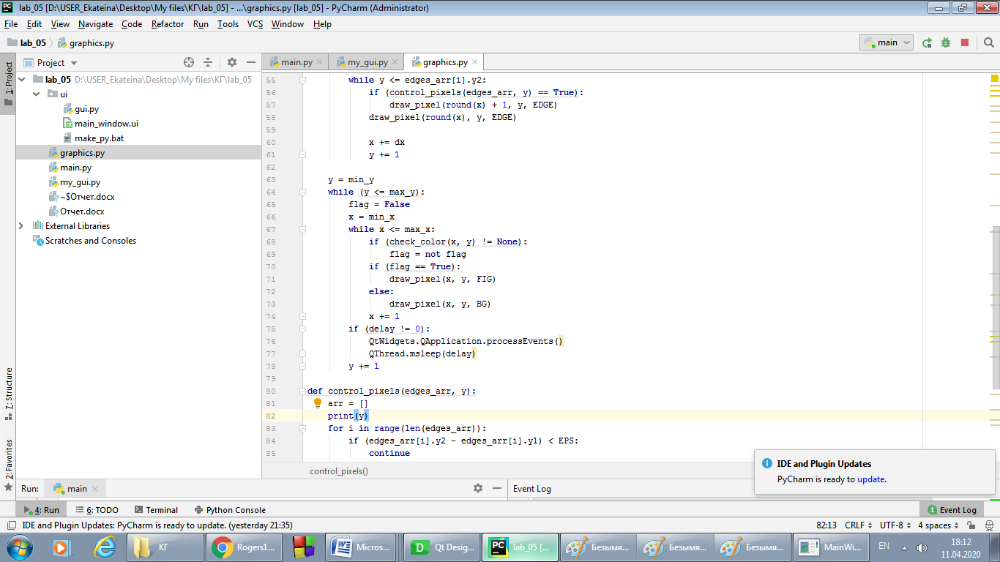 lab_05 [D:\USER_Ekateina\Desktop\My files\КГ\lab_05] - ...\graphics.py [lab_05] - PyCharm (Administrator)
File Edit View Navigate Code Refactor Run Tools VCS Window Help
lab_05 graphics.py main
Project
main.py my_gui.py graphics.py
1: Project
7: Structure
2: Favorites
lab_05 D:\USER_Ekateina\Desktop\My files\КГ\lab_05
ui
gui.py
main_window.ui
make_py.bat
graphics.py
main.py
my_gui.py
~$Отчет.docx
Отчет.docx
External Libraries
Scratches and Consoles
55 while y <= edges_arr[i].y2:
56 if (control_pixels(edges_arr, y) == True):
57 draw_pixel(round(x) + 1, y, EDGE)
58 draw_pixel(round(x), y, EDGE)
59
60 x += dx
61 y += 1
62
63 y = min_y
64 while (y <= max_y):
65 flag = False
66 x = min_x
67 while x <= max_x:
68 if (check_color(x, y) != None):
69 flag = not flag
70 if (flag == True):
71 draw_pixel(x, y, FIG)
72 else:
73 draw_pixel(x, y, BG)
74 x += 1
75 if (delay != 0):
76 QtWidgets.QApplication.processEvents()
77 QThread.msleep(delay)
78 y += 1
79
80 def control_pixels(edges_arr, y):
81 arr = []
82 print(y)
83 for i in range(len(edges_arr)):
84 if (edges_arr[i].y2 - edges_arr[i].y1) < EPS:
85 continue
control_pixels()
IDE and Plugin Updates
PyCharm is ready to update.
Run: main
Event Log
4: Run 6: TODO Terminal Python Console 1 Event Log
IDE and Plugin Updates: PyCharm is ready to update. (yesterday 21:35) 82:13 CRLF UTF-8 4 spaces
КГ Rogers1... Micros... Qt Desig... lab_05 [... Безымя... Безымя... Безымя... MainWi... EN
18:12
11.04.2020